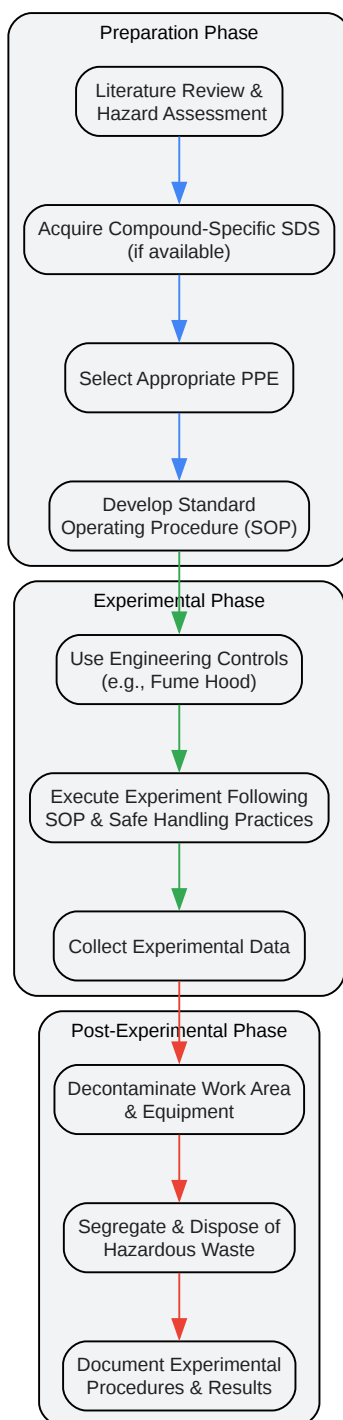 Preparation Phase
Literature Review &
Hazard Assessment
Acquire Compound-Specific SDS
(if available)
Select Appropriate PPE
Develop Standard
Operating Procedure (SOP)
Experimental Phase
Use Engineering Controls
(e.g., Fume Hood)
Execute Experiment Following
SOP & Safe Handling Practices
Collect Experimental Data
Post-Experimental Phase
Decontaminate Work Area
& Equipment
Segregate & Dispose of
Hazardous Waste
Document Experimental
Procedures & Results